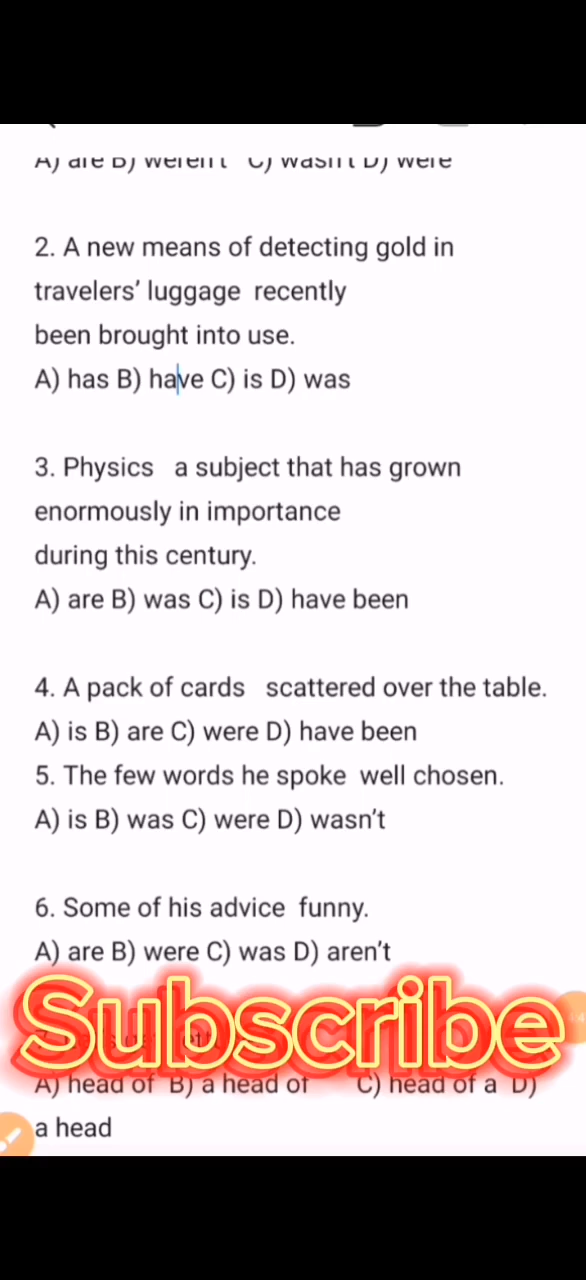 A) are B) weren't C) wasn't D) were
2. A new means of detecting gold in
travelers' luggage recently
been brought into use.
A) has B) have C) is D) was
3. Physics a subject that has grown
enormously in importance
during this century.
A) are B) was C) is D) have been
4. A pack of cards scattered over the table.
A) is B) are C) were D) have been
5. The few words he spoke well chosen.
A) is B) was C) were D) wasn't
6. Some of his advice funny.
A) are B) were C) was D) aren't
Subscribe
A) head of B) a head of C) head of a D)
a head